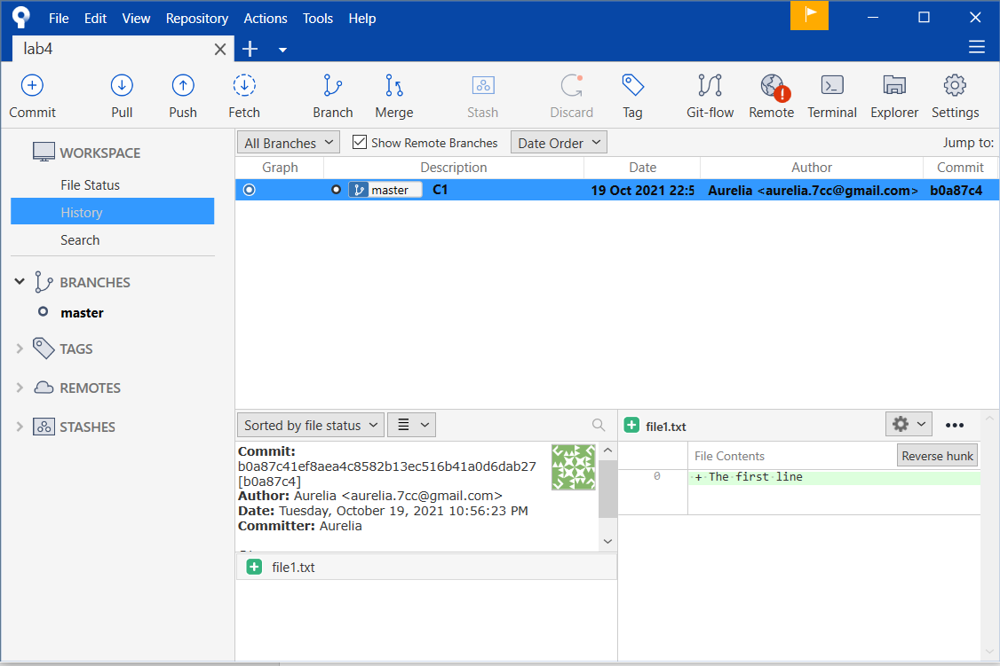 File Edit View Repository Actions Tools Help
lab4
Commit Pull Push Fetch Branch Merge Stash Discard Tag Git-flow Remote Terminal Explorer Settings
WORKSPACE
File Status
History
Search
BRANCHES
master
TAGS
REMOTES
STASHES
All Branches Show Remote Branches Date Order Jump to:
Graph Description Date Author Commit
master C1 19 Oct 2021 22:5 Aurelia <aurelia.7cc@gmail.com> b0a87c4
Sorted by file status
Commit:
b0a87c41ef8aea4c8582b13ec516b41a0d6dab27
[b0a87c4]
Author: Aurelia <aurelia.7cc@gmail.com>
Date: Tuesday, October 19, 2021 10:56:23 PM
Committer: Aurelia
file1.txt
file1.txt
File Contents Reverse hunk
0 + The first line